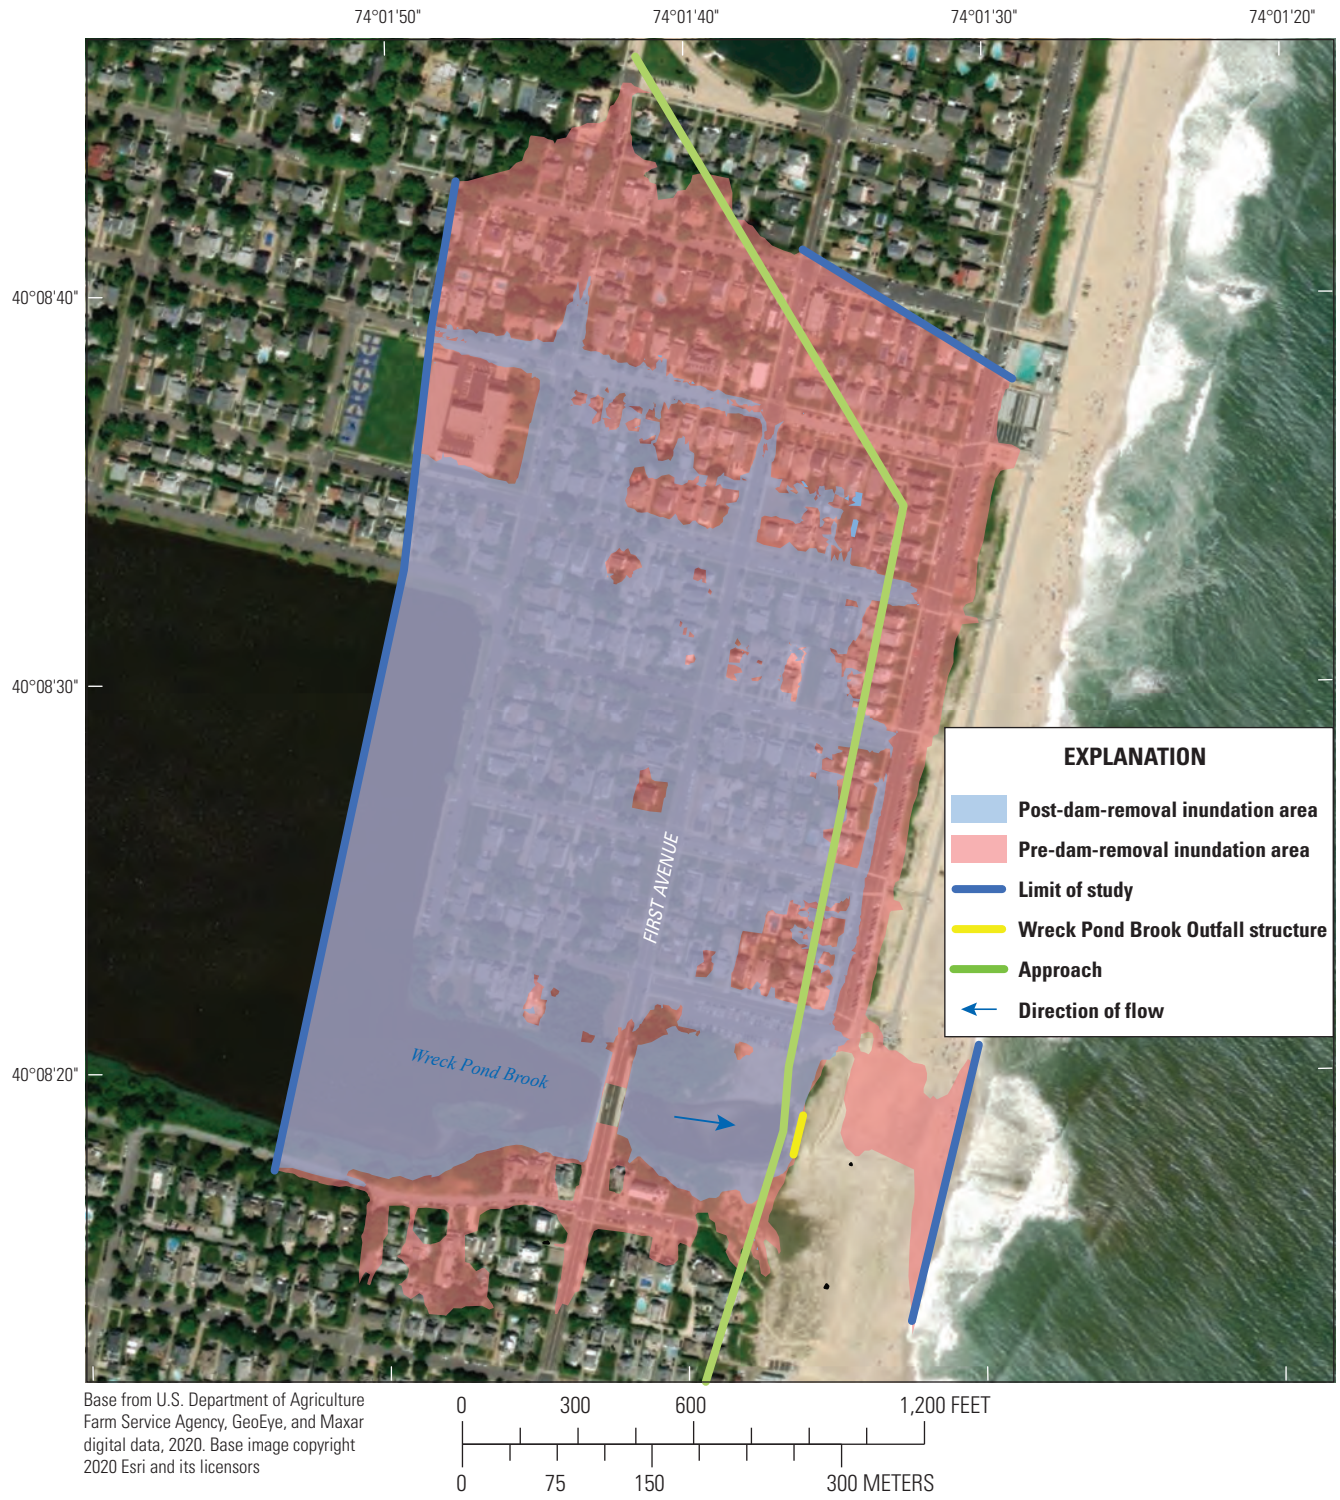 74°01'50"
74°01'40"
74°01'30"
74°01'20"
40°08'40"
40°08'30"
40°08'20"
FIRST AVENUE
Wreck Pond Brook
EXPLANATION
Post-dam-removal inundation area
Pre-dam-removal inundation area
Limit of study
Wreck Pond Brook Outfall structure
Approach
Direction of flow
Base from U.S. Department of Agriculture
Farm Service Agency, GeoEye, and Maxar
digital data, 2020. Base image copyright
2020 Esri and its licensors
0 300 600 1,200 FEET
0 75 150 300 METERS